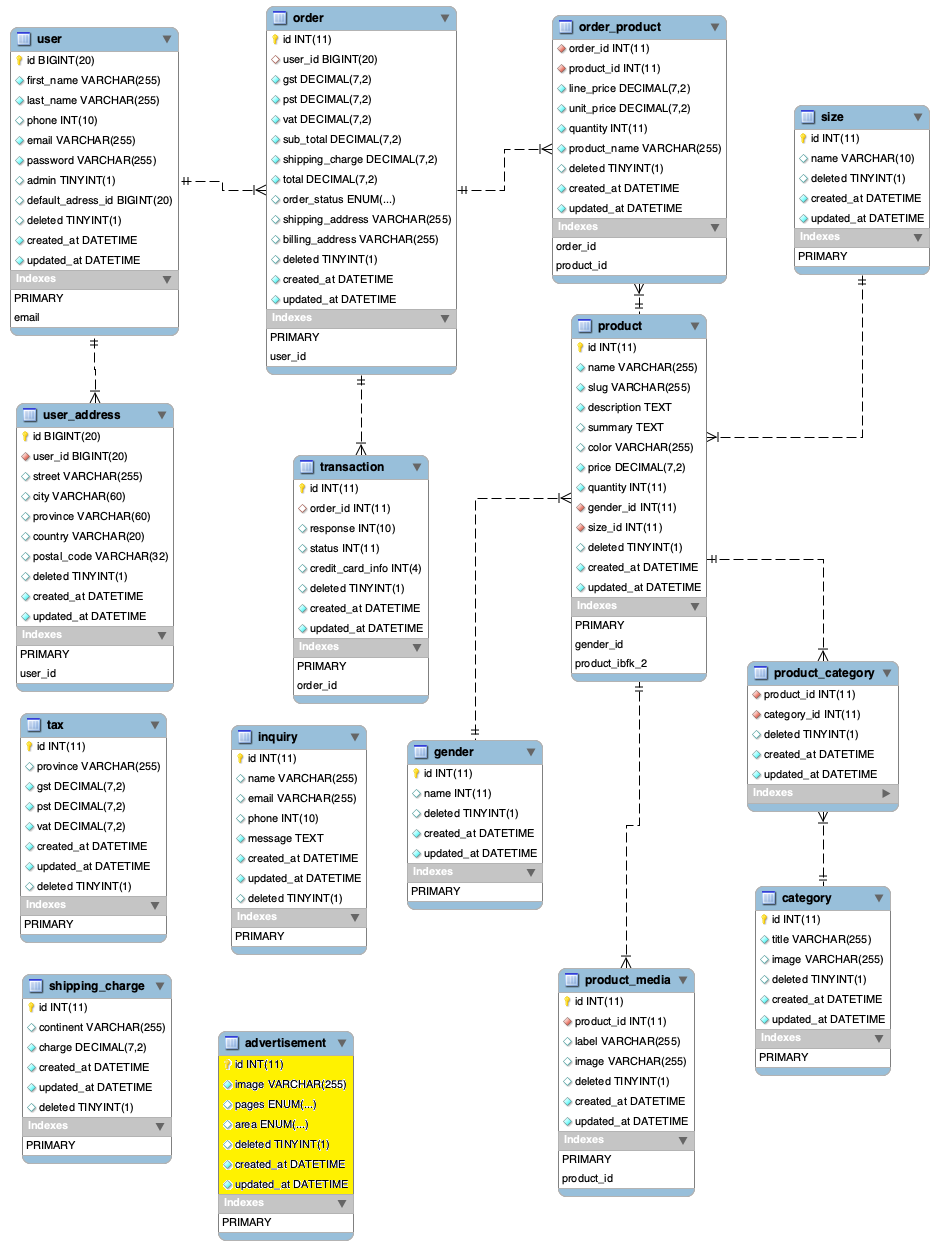 user
id BIGINT(20)
first_name VARCHAR(255)
last_name VARCHAR(255)
phone INT(10)
email VARCHAR(255)
password VARCHAR(255)
admin TINYINT(1)
default_adress_id BIGINT(20)
deleted TINYINT(1)
created_at DATETIME
updated_at DATETIME
Indexes
PRIMARY
email
order
id INT(11)
user_id BIGINT(20)
gst DECIMAL(7,2)
pst DECIMAL(7,2)
vat DECIMAL(7,2)
sub_total DECIMAL(7,2)
shipping_charge DECIMAL(7,2)
total DECIMAL(7,2)
order_status ENUM(...)
shipping_address VARCHAR(255)
billing_address VARCHAR(255)
deleted TINYINT(1)
created_at DATETIME
updated_at DATETIME
Indexes
PRIMARY
user_id
order_product
order_id INT(11)
product_id INT(11)
line_price DECIMAL(7,2)
unit_price DECIMAL(7,2)
quantity INT(11)
product_name VARCHAR(255)
deleted TINYINT(1)
created_at DATETIME
updated_at DATETIME
Indexes
order_id
product_id
size
id INT(11)
name VARCHAR(10)
deleted TINYINT(1)
created_at DATETIME
updated_at DATETIME
Indexes
PRIMARY
user_address
id BIGINT(20)
user_id BIGINT(20)
street VARCHAR(255)
city VARCHAR(60)
province VARCHAR(60)
country VARCHAR(20)
postal_code VARCHAR(32)
deleted TINYINT(1)
created_at DATETIME
updated_at DATETIME
Indexes
PRIMARY
user_id
transaction
id INT(11)
order_id INT(11)
response INT(10)
status INT(11)
credit_card_info INT(4)
deleted TINYINT(1)
created_at DATETIME
updated_at DATETIME
Indexes
PRIMARY
order_id
product
id INT(11)
name VARCHAR(255)
slug VARCHAR(255)
description TEXT
summary TEXT
color VARCHAR(255)
price DECIMAL(7,2)
quantity INT(11)
gender_id INT(11)
size_id INT(11)
deleted TINYINT(1)
created_at DATETIME
updated_at DATETIME
Indexes
PRIMARY
gender_id
product_ibfk_2
product_category
product_id INT(11)
category_id INT(11)
deleted TINYINT(1)
created_at DATETIME
updated_at DATETIME
Indexes
tax
id INT(11)
province VARCHAR(255)
gst DECIMAL(7,2)
pst DECIMAL(7,2)
vat DECIMAL(7,2)
created_at DATETIME
updated_at DATETIME
deleted TINYINT(1)
Indexes
PRIMARY
inquiry
id INT(11)
name VARCHAR(255)
email VARCHAR(255)
phone INT(10)
message TEXT
created_at DATETIME
updated_at DATETIME
deleted TINYINT(1)
Indexes
PRIMARY
gender
id INT(11)
name INT(11)
deleted TINYINT(1)
created_at DATETIME
updated_at DATETIME
Indexes
PRIMARY
category
id INT(11)
title VARCHAR(255)
image VARCHAR(255)
deleted TINYINT(1)
created_at DATETIME
updated_at DATETIME
Indexes
PRIMARY
shipping_charge
id INT(11)
continent VARCHAR(255)
charge DECIMAL(7,2)
created_at DATETIME
updated_at DATETIME
deleted TINYINT(1)
Indexes
PRIMARY
advertisement
id INT(11)
image VARCHAR(255)
pages ENUM(...)
area ENUM(...)
deleted TINYINT(1)
created_at DATETIME
updated_at DATETIME
Indexes
PRIMARY
product_media
id INT(11)
product_id INT(11)
label VARCHAR(255)
image VARCHAR(255)
deleted TINYINT(1)
created_at DATETIME
updated_at DATETIME
Indexes
PRIMARY
product_id